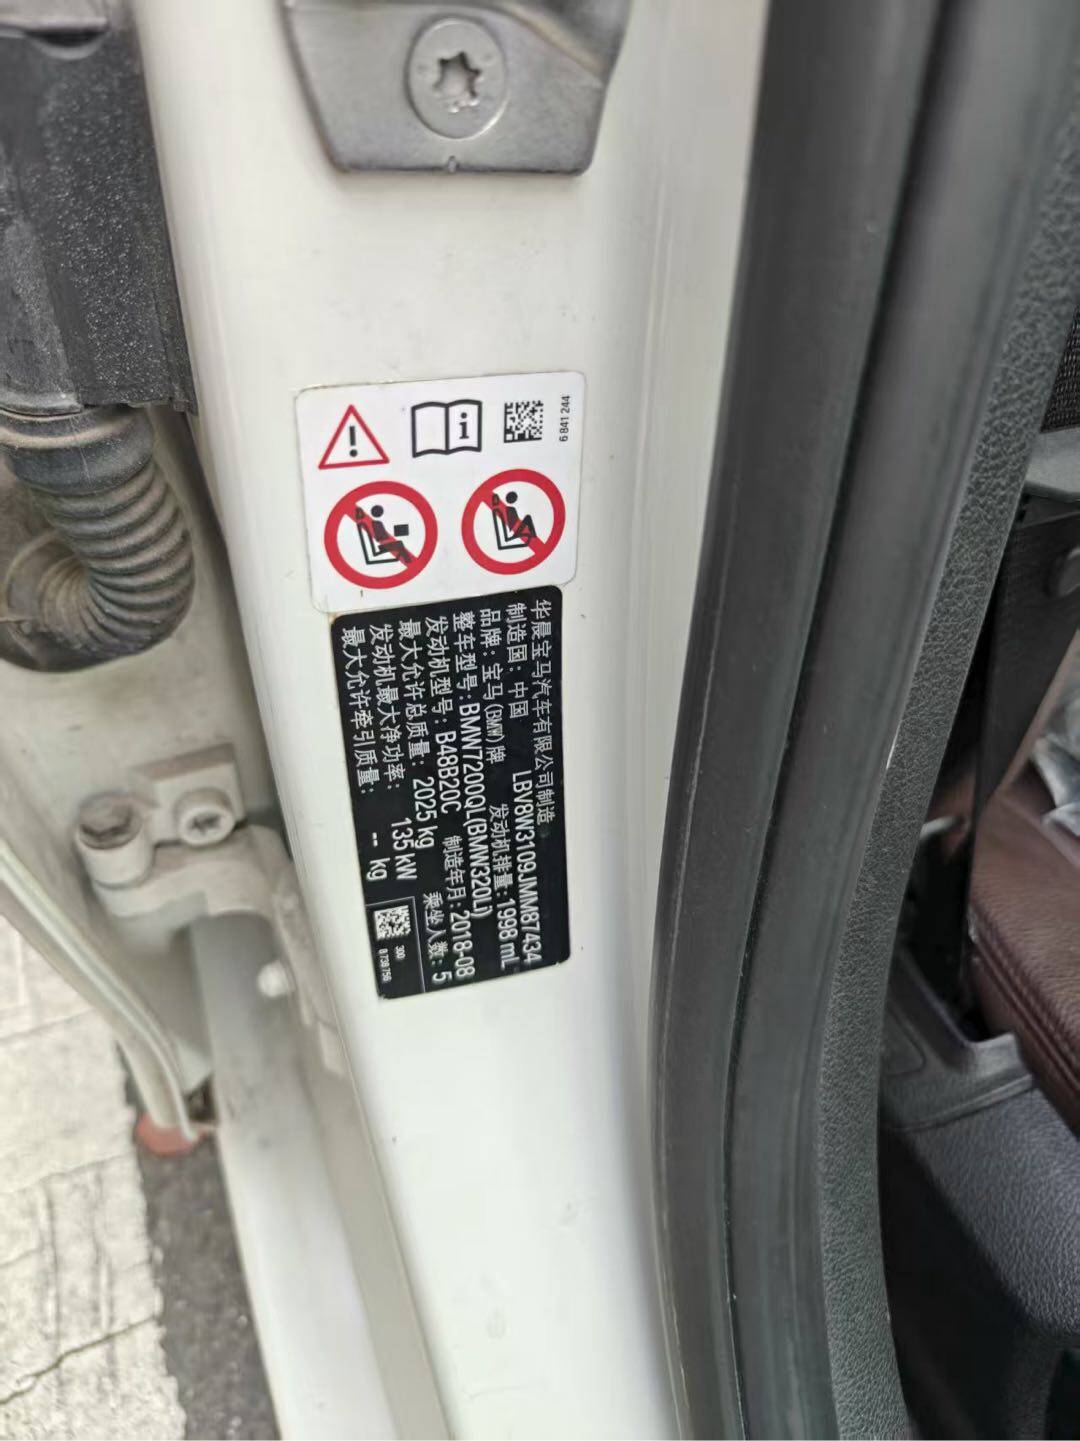 6 841 244
华晨宝马汽车有限公司制造
制造国：中国 LBV8W3109JMM87434
品牌：宝马(BMW)牌 发动机排量：1998 mL
整车型号：BMW7200QL(BMW320Li)
发动机型号：B48B20C 制造年月：2018-08
最大允许总质量：2025 kg 乘坐人数：5
发动机最大净功率：135 kW
最大允许牵引质量：-- kg
300
8 738 756